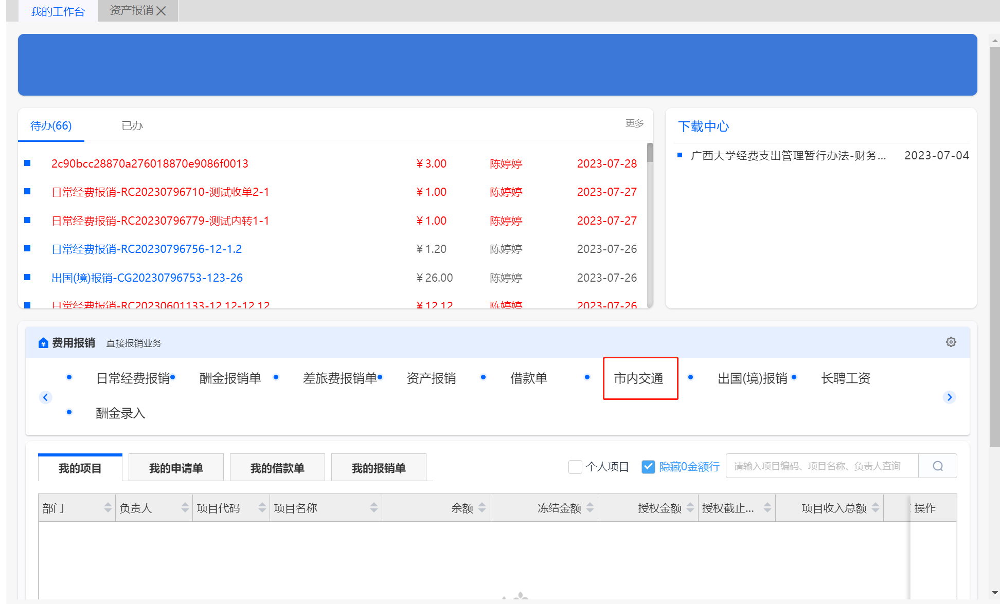 我的工作台 资产报销
待办(66) 已办 更多
2c90bcc28870a276018870e9086f0013 ¥ 3.00 陈婷婷 2023-07-28
日常经费报销-RC20230796710-测试收单2-1 ¥ 1.00 陈婷婷 2023-07-27
日常经费报销-RC20230796779-测试内转1-1 ¥ 1.00 陈婷婷 2023-07-27
日常经费报销-RC20230796756-12-1.2 ¥ 1.20 陈婷婷 2023-07-26
出国(境)报销-CG20230796753-123-26 ¥ 26.00 陈婷婷 2023-07-26
日常经费报销-RC20230601133-12.12-12.12 ¥ 12.12 陈婷婷 2023-07-26
下载中心
广西大学经费支出管理暂行办法-财务... 2023-07-04
费用报销 直接报销业务
日常经费报销 酬金报销单 差旅费报销单 资产报销 借款单 市内交通 出国(境)报销 长聘工资
酬金录入
我的项目 我的申请单 我的借款单 我的报销单 个人项目 隐藏0金额行 请输入项目编码、项目名称、负责人查询
部门 负责人 项目代码 项目名称 余额 冻结金额 授权金额 授权截止... 项目收入总额 操作